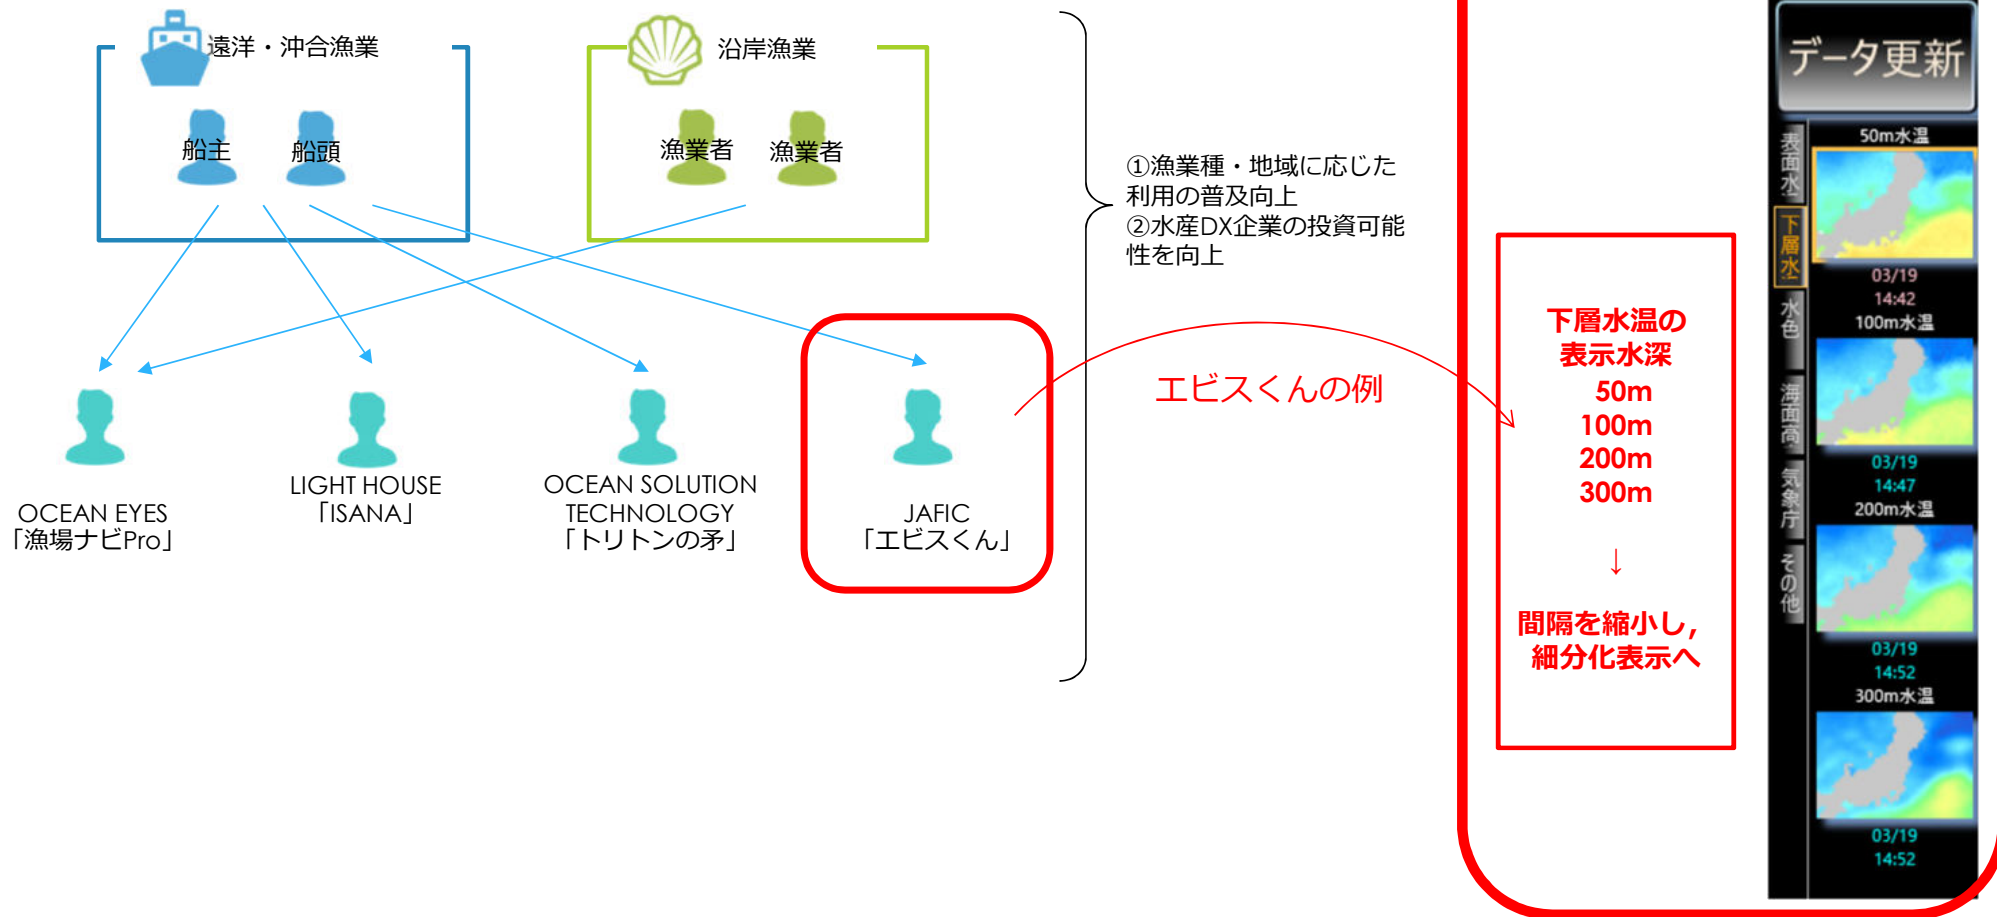 遠洋・沖合漁業
船主
船頭
沿岸漁業
漁業者
漁業者
OCEAN EYES
「漁場ナビPro」
LIGHT HOUSE
「ISANA」
OCEAN SOLUTION
TECHNOLOGY
「トリトンの矛」
JAFIC
「エビスくん」
①漁業種・地域に応じた
利用の普及向上
②水産DX企業の投資可能
性を向上
エビスくんの例
下層水温の
表示水深
50m
100m
200m
300m
↓
間隔を縮小し,
細分化表示へ
データ更新
表面水
下層水
水色
海面高
気象庁
その他
50m水温
03/19
14:42
100m水温
03/19
14:47
200m水温
03/19
14:52
300m水温
03/19
14:52